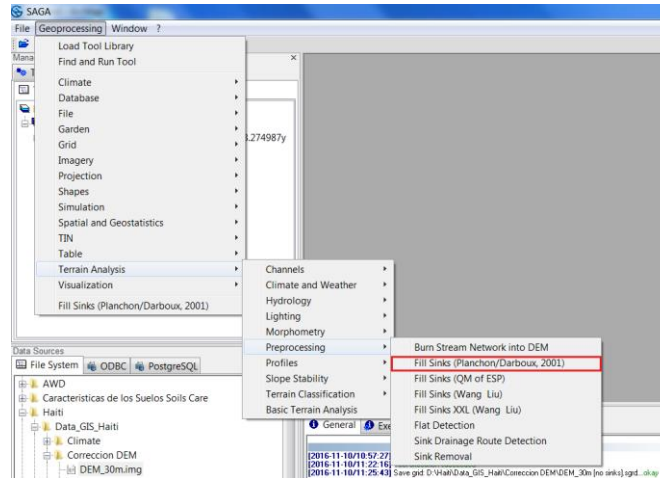 SAGA
File Geoprocessing Window ?
Load Tool Library
Mana
Find and Run Tool
Climate
Database
File
Garden
Grid
.274987y
Imagery
Projection
Shapes
Simulation
Spatial and Geostatistics
TIN
Table
Terrain Analysis
Visualization
Fill Sinks (Planchon/Darboux, 2001)
Channels
Climate and Weather
Hydrology
Lighting
Morphometry
Preprocessing
Profiles
Slope Stability
Terrain Classification
Basic Terrain Analysis
Burn Stream Network into DEM
Fill Sinks (Planchon/Darboux, 2001)
Fill Sinks (QM of ESP)
Fill Sinks (Wang Liu)
Fill Sinks XXL (Wang Liu)
Flat Detection
Sink Drainage Route Detection
Sink Removal
Data Sources
File System ODBC PostgreSQL
AWD
Caracteristicas de los Suelos Soils Care
Haiti
Data_GIS_Haiti
Climate
Correccion DEM
DEM_30m.img
General Exe
[2016-11-10/10:57:27]
[2016-11-10/11:22:16]
[2016-11-10/11:25:43] Save grid: D:\Haiti\Data_GIS_Haiti\Correccion DEM\DEM_30m [no sinks].sgrd...okay